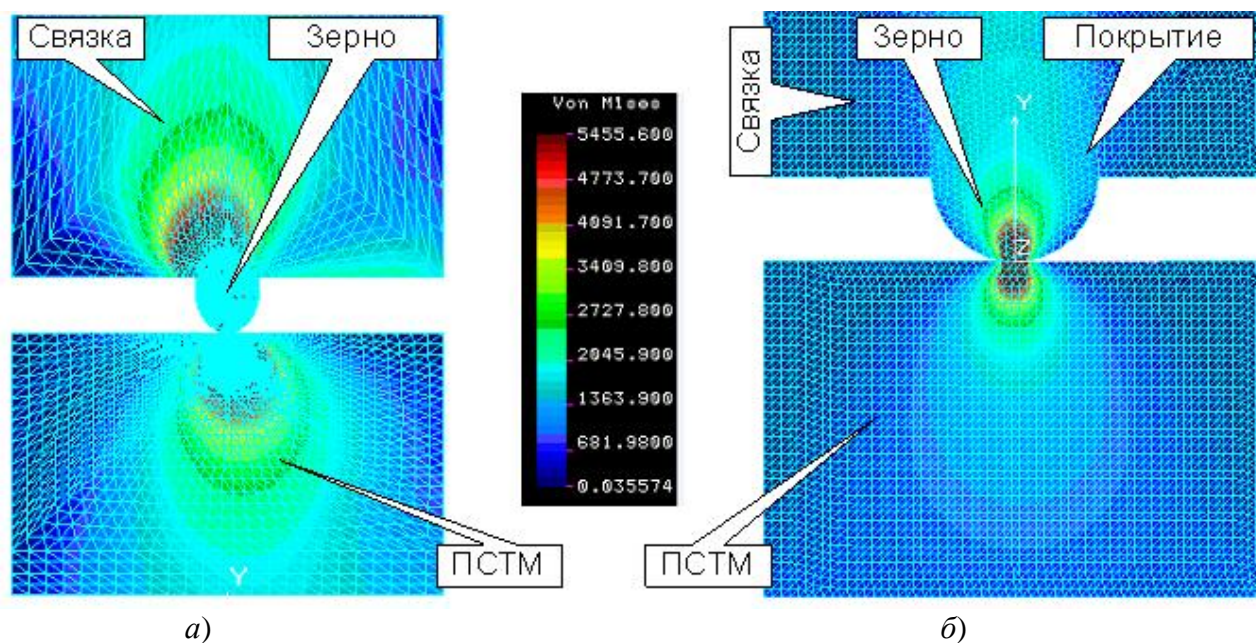 Связка
Зерно
Связка
Зерно
Покрытие
Y
Z
Von Mises
5455.600
4773.700
4091.700
3409.800
2727.800
2045.900
1363.900
681.9800
0.035574
ПСТМ
ПСТМ
Y
а)
б)